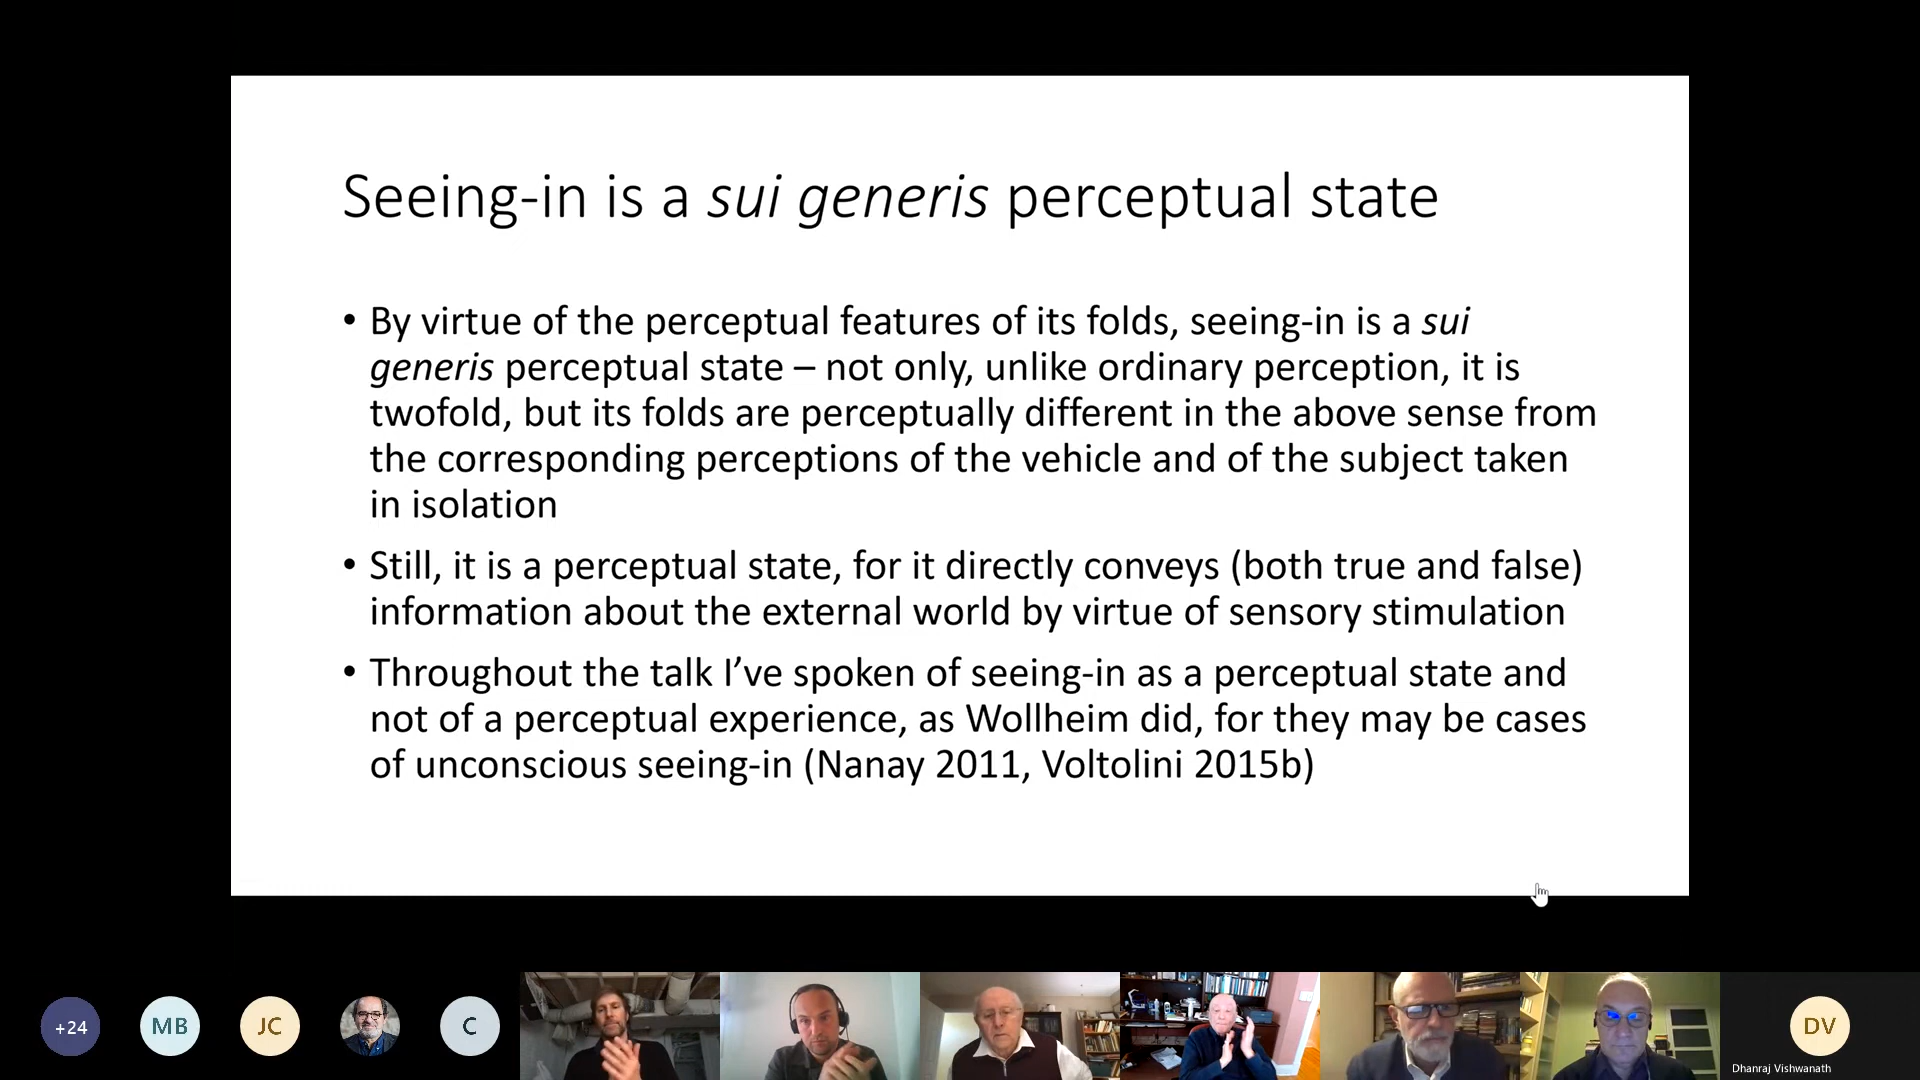 Seeing-in is a sui generis perceptual state
• By virtue of the perceptual features of its folds, seeing-in is a sui
generis perceptual state – not only, unlike ordinary perception, it is
twofold, but its folds are perceptually different in the above sense from
the corresponding perceptions of the vehicle and of the subject taken
in isolation
• Still, it is a perceptual state, for it directly conveys (both true and false)
information about the external world by virtue of sensory stimulation
• Throughout the talk I’ve spoken of seeing-in as a perceptual state and
not of a perceptual experience, as Wollheim did, for they may be cases
of unconscious seeing-in (Nanay 2011, Voltolini 2015b)
+24
MB
JC
C
DV
Dhanraj Vishwanath